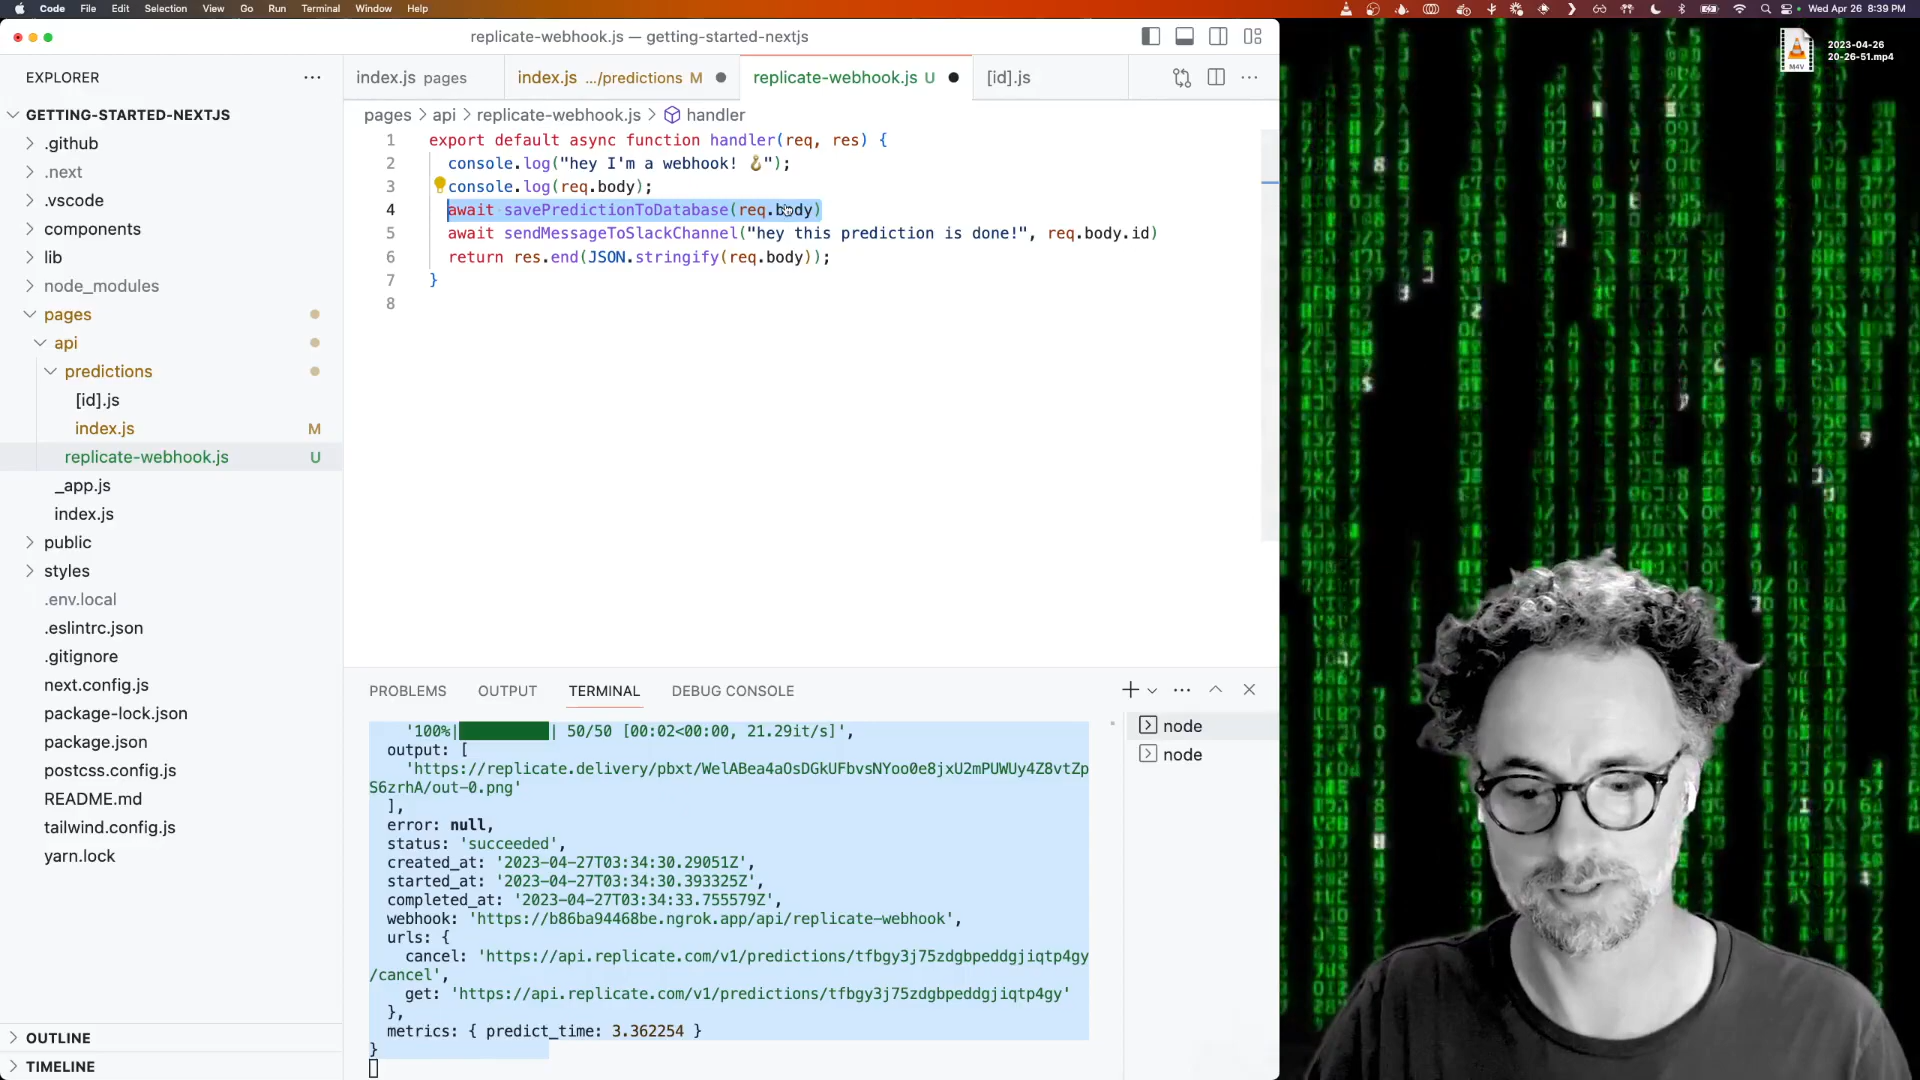 Code File Edit Selection View Go Run Terminal Window Help
Wed Apr 26 8:39 PM
replicate-webhook.js — getting-started-nextjs
2023-04-26
20-26-51.mp4
M4V
EXPLORER
index.js pages
index.js .../predictions M
replicate-webhook.js U
[id].js
GETTING-STARTED-NEXTJS
.github
.next
.vscode
components
lib
node_modules
pages
api
predictions
[id].js
index.js M
replicate-webhook.js U
_app.js
index.js
public
styles
.env.local
.eslintrc.json
.gitignore
next.config.js
package-lock.json
package.json
postcss.config.js
README.md
tailwind.config.js
yarn.lock
OUTLINE
TIMELINE
pages > api > replicate-webhook.js > handler
1 export default async function handler(req, res) {
2 console.log("hey I'm a webhook! 🪝");
3 console.log(req.body);
4 await savePredictionToDatabase(req.body)
5 await sendMessageToSlackChannel("hey this prediction is done!", req.body.id)
6 return res.end(JSON.stringify(req.body));
7 }
8
PROBLEMS OUTPUT TERMINAL DEBUG CONSOLE
node
node
'100%|██████████| 50/50 [00:02<00:00, 21.29it/s]',
output: [
'https://replicate.delivery/pbxt/WelABea4aOsDGkUFbvsNYoo0e8jxU2mPUWUy4Z8vtZp
S6zrhA/out-0.png'
],
error: null,
status: 'succeeded',
created_at: '2023-04-27T03:34:30.29051Z',
started_at: '2023-04-27T03:34:30.393325Z',
completed_at: '2023-04-27T03:34:33.755579Z',
webhook: 'https://b86ba94468be.ngrok.app/api/replicate-webhook',
urls: {
cancel: 'https://api.replicate.com/v1/predictions/tfbgy3j75zdgbpeddgjiqtp4gy
/cancel',
get: 'https://api.replicate.com/v1/predictions/tfbgy3j75zdgbpeddgjiqtp4gy'
},
metrics: { predict_time: 3.362254 }
}